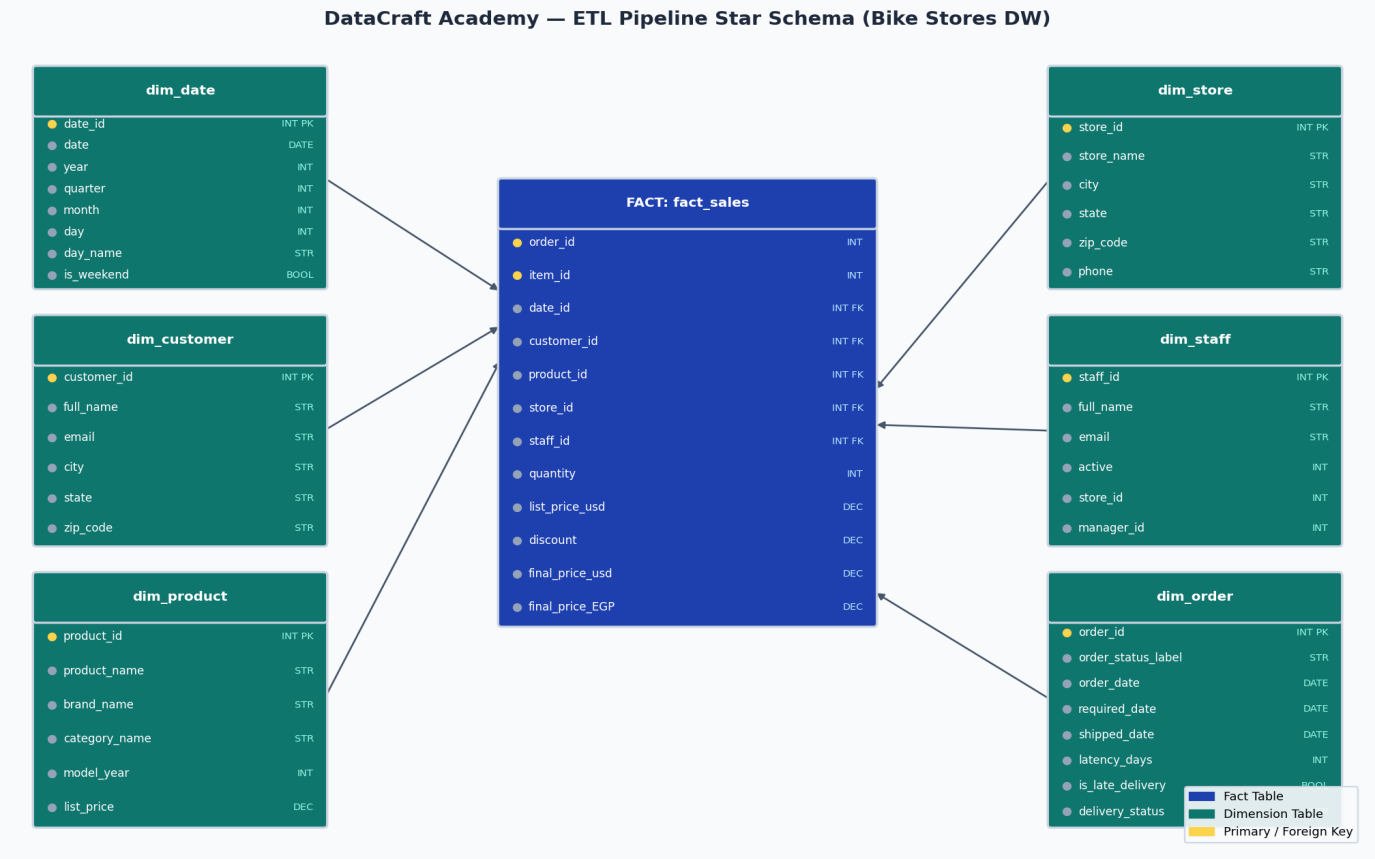 DataCraft Academy — ETL Pipeline Star Schema (Bike Stores DW)
dim_date
date_id INT PK
date DATE
year INT
quarter INT
month INT
day INT
day_name STR
is_weekend BOOL
dim_customer
customer_id INT PK
full_name STR
email STR
city STR
state STR
zip_code STR
dim_product
product_id INT PK
product_name STR
brand_name STR
category_name STR
model_year INT
list_price DEC
FACT: fact_sales
order_id INT
item_id INT
date_id INT FK
customer_id INT FK
product_id INT FK
store_id INT FK
staff_id INT FK
quantity INT
list_price_usd DEC
discount DEC
final_price_usd DEC
final_price_EGP DEC
dim_store
store_id INT PK
store_name STR
city STR
state STR
zip_code STR
phone STR
dim_staff
staff_id INT PK
full_name STR
email STR
active INT
store_id INT
manager_id INT
dim_order
order_id INT PK
order_status_label STR
order_date DATE
required_date DATE
shipped_date DATE
latency_days INT
is_late_delivery BOOL
delivery_status
Fact Table
Dimension Table
Primary / Foreign Key